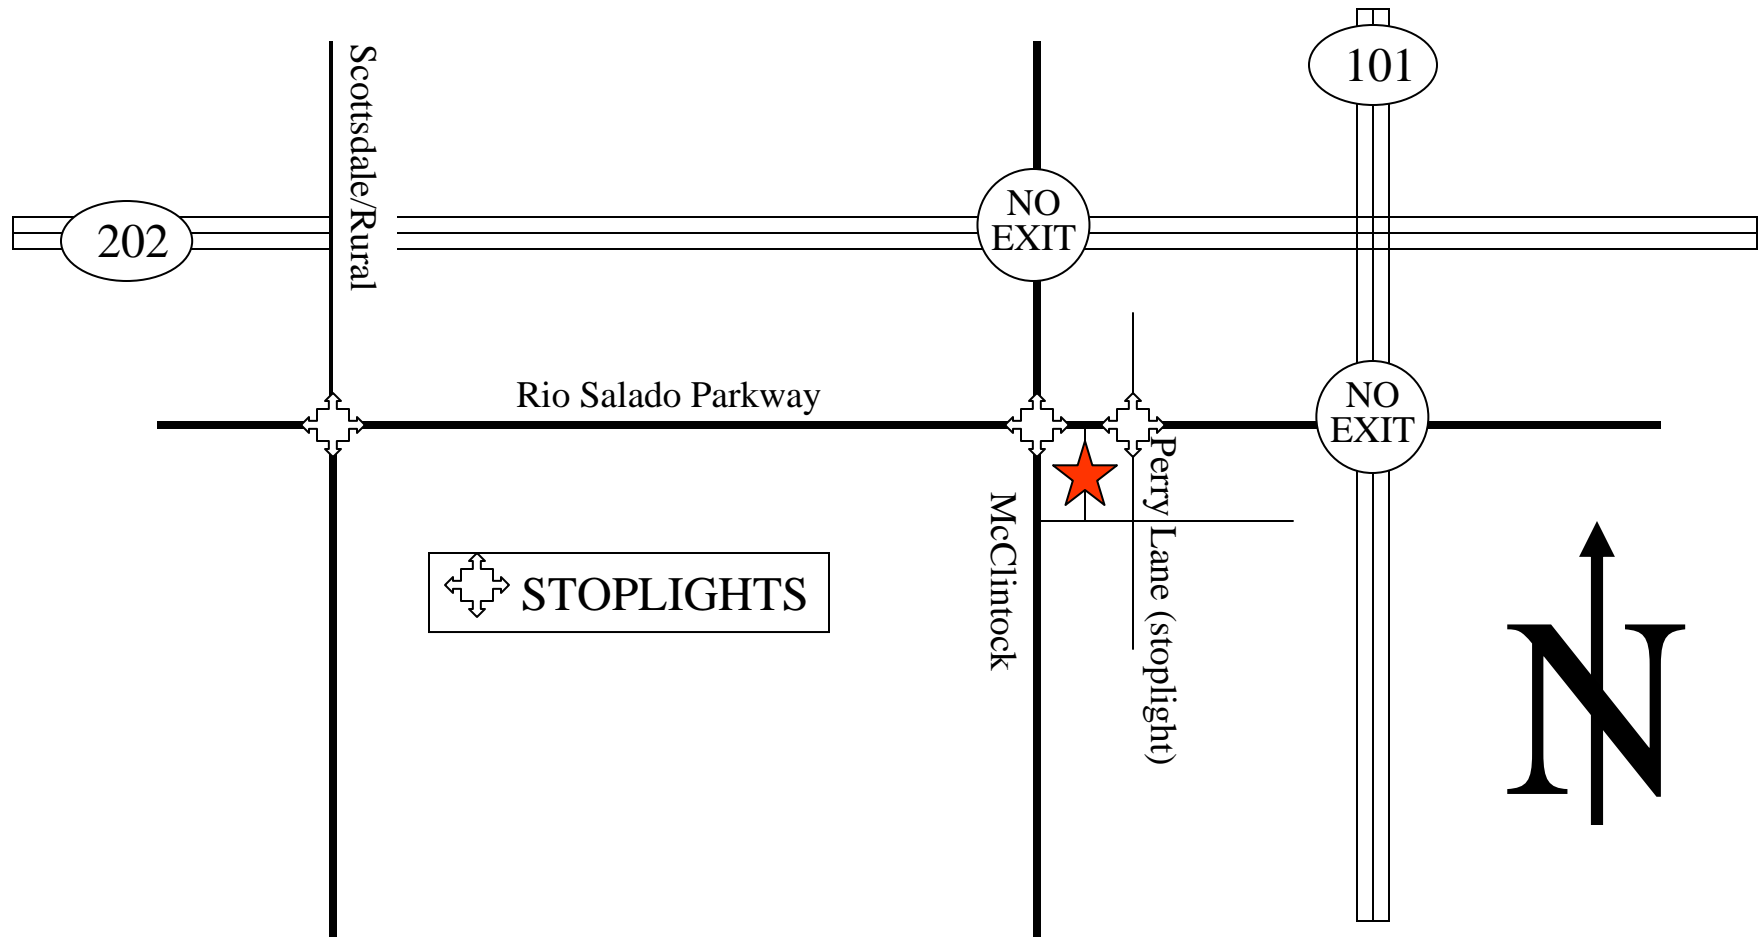 101
Scottsdale/Rural
NO
EXIT
202
Rio Salado Parkway
NO
EXIT
Perry Lane (stoplight)
McClintock
STOPLIGHTS
N